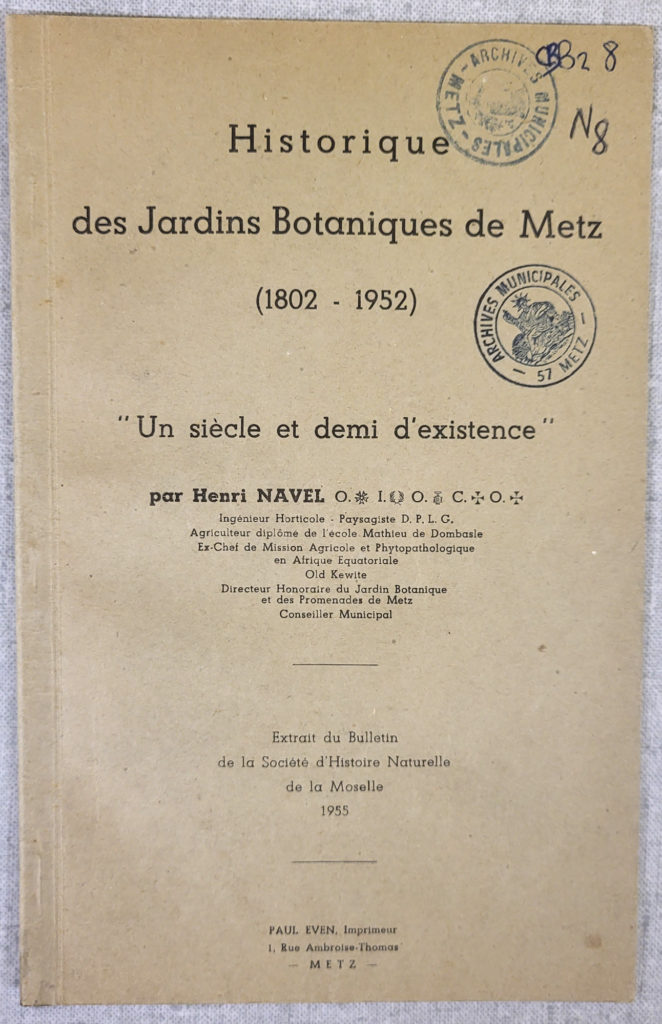 BB2 8
N8
ARCHIVES MUNICIPALES - METZ -
Historique
des Jardins Botaniques de Metz
(1802 - 1952)
ARCHIVES MUNICIPALES
- 57 METZ -
"Un siècle et demi d'existence"
par Henri NAVEL O. I. O. C. O.
Ingénieur Horticole - Paysagiste D. P. L. G.
Agriculteur diplômé de l'école Mathieu de Dombasle
Ex-Chef de Mission Agricole et Phytopathologique
en Afrique Equatoriale
Old Kewite
Directeur Honoraire du Jardin Botanique
et des Promenades de Metz
Conseiller Municipal
Extrait du Bulletin
de la Société d'Histoire Naturelle
de la Moselle
1955
PAUL EVEN, Imprimeur
1, Rue Ambroise-Thomas
— METZ —